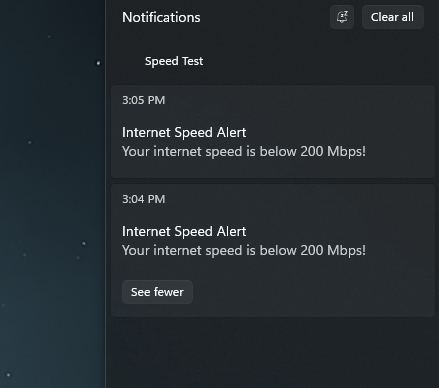 Notifications
Clear all
Speed Test
3:05 PM
Internet Speed Alert
Your internet speed is below 200 Mbps!
3:04 PM
Internet Speed Alert
Your internet speed is below 200 Mbps!
See fewer